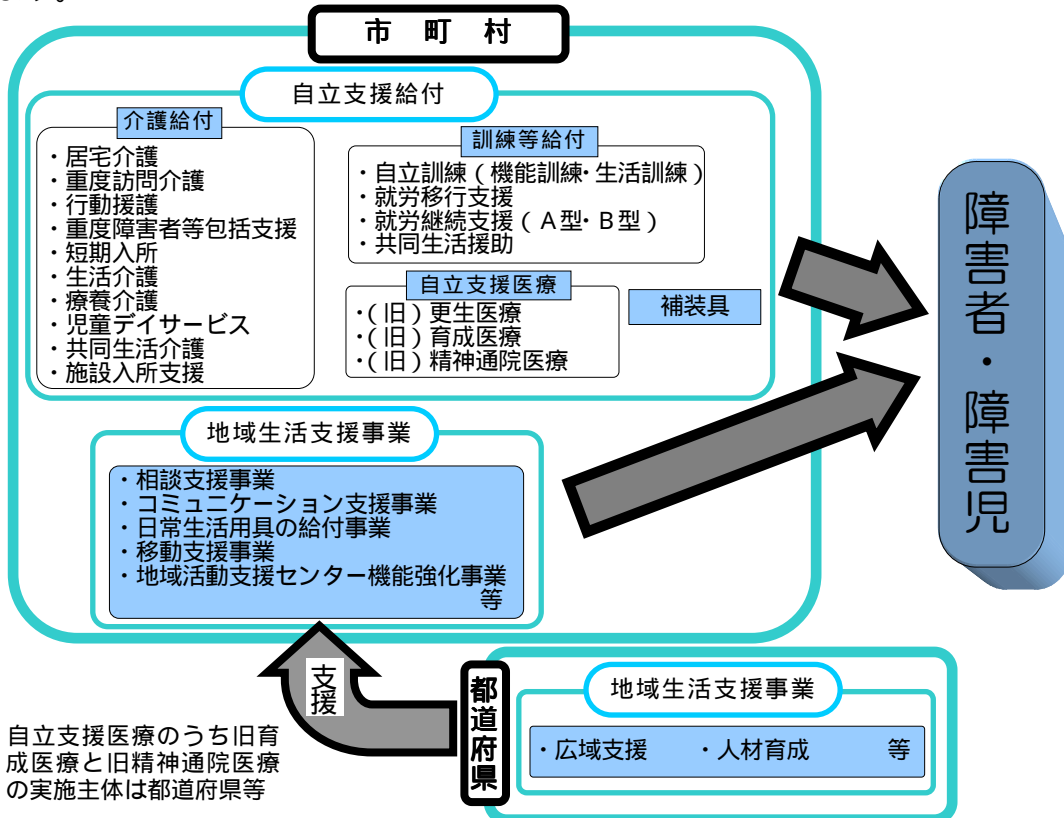 ます。
市町村
自立支援給付
介護給付
・居宅介護
・重度訪問介護
・行動援護
・重度障害者等包括支援
・短期入所
・生活介護
・療養介護
・児童デイサービス
・共同生活介護
・施設入所支援
訓練等給付
・自立訓練（機能訓練・生活訓練）
・就労移行支援
・就労継続支援（A型・B型）
・共同生活援助
自立支援医療
・(旧）更生医療
・(旧）育成医療
・(旧）精神通院医療
補装具
障害者・障害児
地域生活支援事業
・相談支援事業
・コミュニケーション支援事業
・日常生活用具の給付事業
・移動支援事業
・地域活動支援センター機能強化事業
等
支援
都道府県
地域生活支援事業
・広域支援　・人材育成　等
自立支援医療のうち旧育
成医療と旧精神通院医療
の実施主体は都道府県等